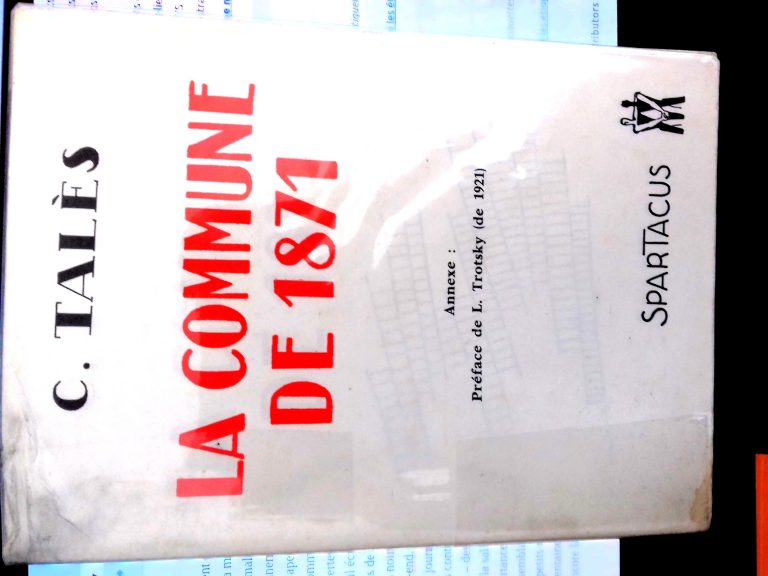 C. TALÈS
LA COMMUNE
DE 1871
Annexe :
Préface de L. Trotsky (de 1921)
SPARTACUS